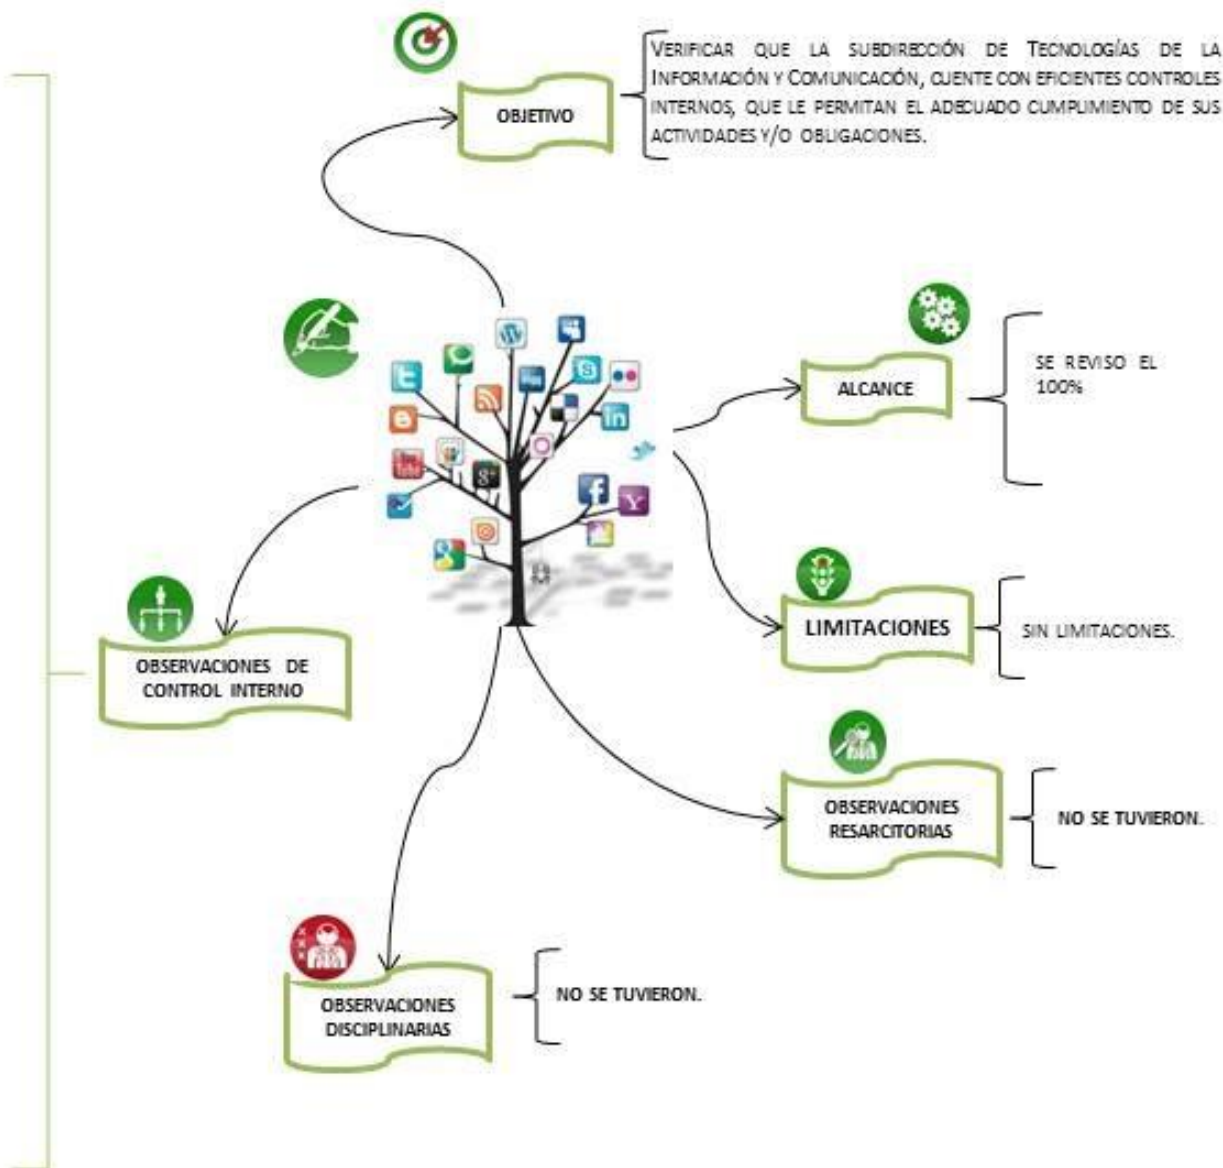 VERIFICAR QUE LA SUBDIRECCIÓN DE TECNOLOGÍAS DE LA
INFORMACIÓN Y COMUNICACIÓN, CUENTE CON EFICIENTES CONTROLES
INTERNOS, QUE LE PERMITAN EL ADECUADO CUMPLIMIENTO DE SUS
ACTIVIDADES Y/O OBLIGACIONES.
OBJETIVO
ALCANCE
SE REVISO EL
100%
LIMITACIONES
SIN LIMITACIONES.
OBSERVACIONES DE
CONTROL INTERNO
OBSERVACIONES
RESARCITORIAS
NO SE TUVIERON.
OBSERVACIONES
DISCIPLINARIAS
NO SE TUVIERON.